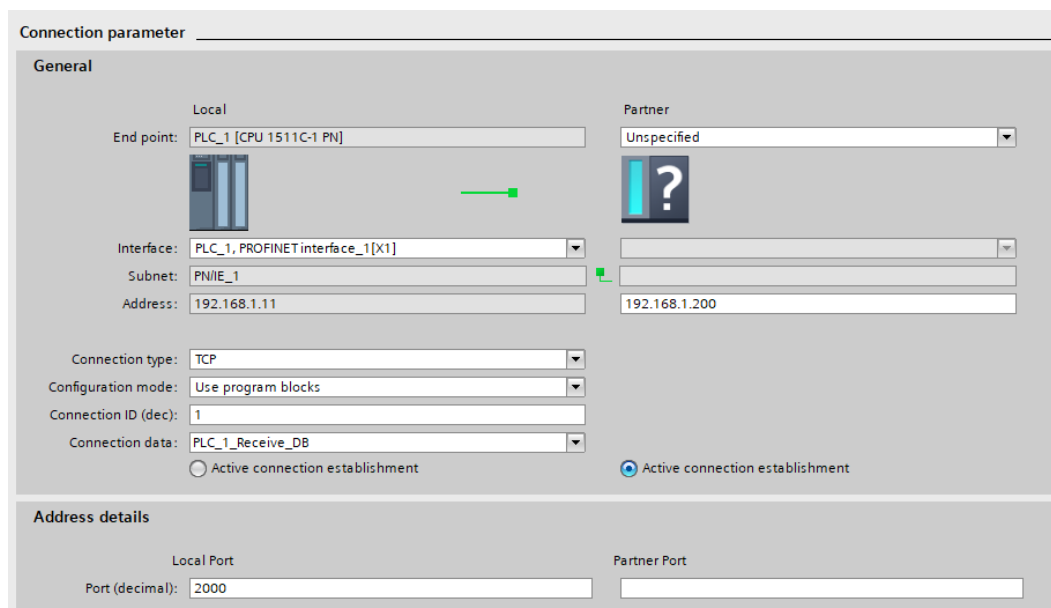 Connection parameter
General
Local Partner
End point: PLC_1 [CPU 1511C-1 PN] Unspecified
?
Interface: PLC_1, PROFINET interface_1[X1]
Subnet: PN/IE_1
Address: 192.168.1.11 192.168.1.200
Connection type: TCP
Configuration mode: Use program blocks
Connection ID (dec): 1
Connection data: PLC_1_Receive_DB
Active connection establishment Active connection establishment
Address details
Local Port Partner Port
Port (decimal): 2000